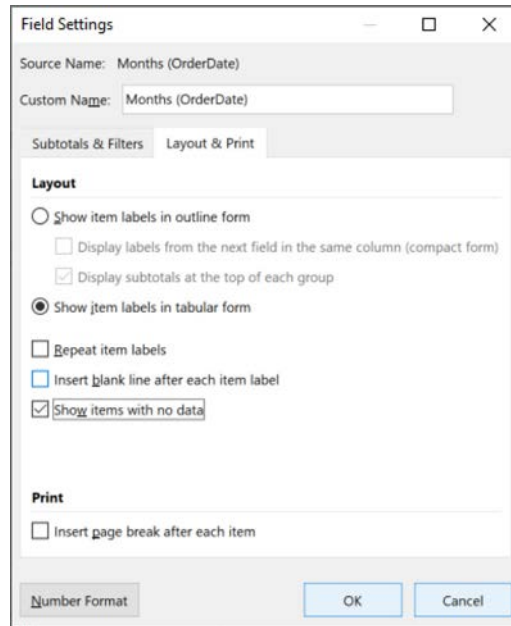 Field Settings
Source Name: Months (OrderDate)
Custom Name: Months (OrderDate)
Subtotals & Filters Layout & Print
Layout
Show item labels in outline form
Display labels from the next field in the same column (compact form)
Display subtotals at the top of each group
Show item labels in tabular form
Repeat item labels
Insert blank line after each item label
Show items with no data
Print
Insert page break after each item
Number Format OK Cancel